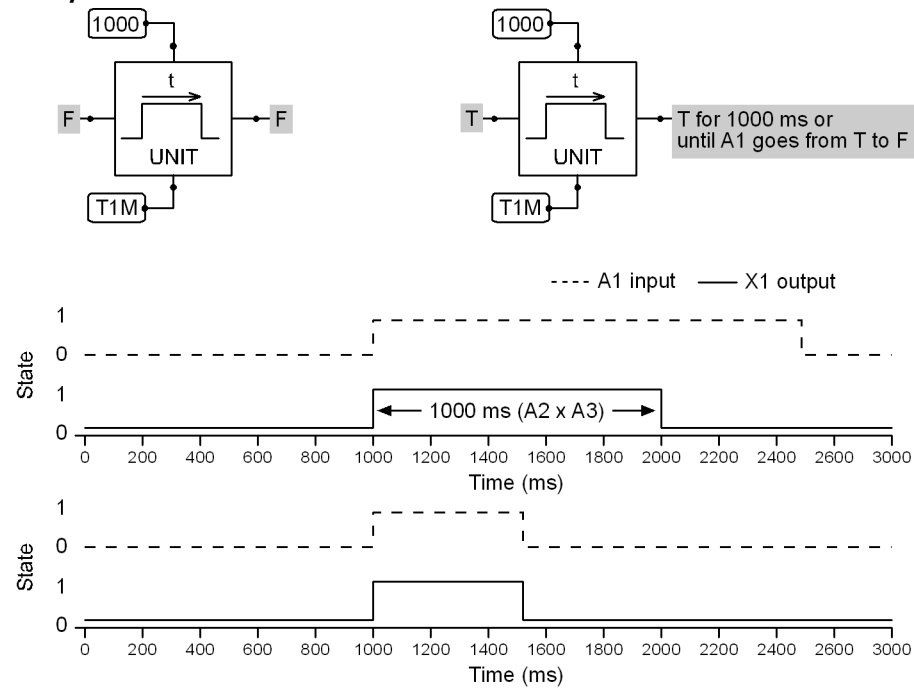 1000 1000
t t
F F T T for 1000 ms or
until A1 goes from T to F
UNIT UNIT
T1M T1M
A1 input X1 output
1
0
State
1
1000 ms (A2 x A3)
0
0 200 400 600 800 1000 1200 1400 1600 1800 2000 2200 2400 2600 3000
Time (ms)
1
0
State
1
0
0 200 400 600 800 1000 1200 1400 1600 1800 2000 2200 2400 2600 3000
Time (ms)